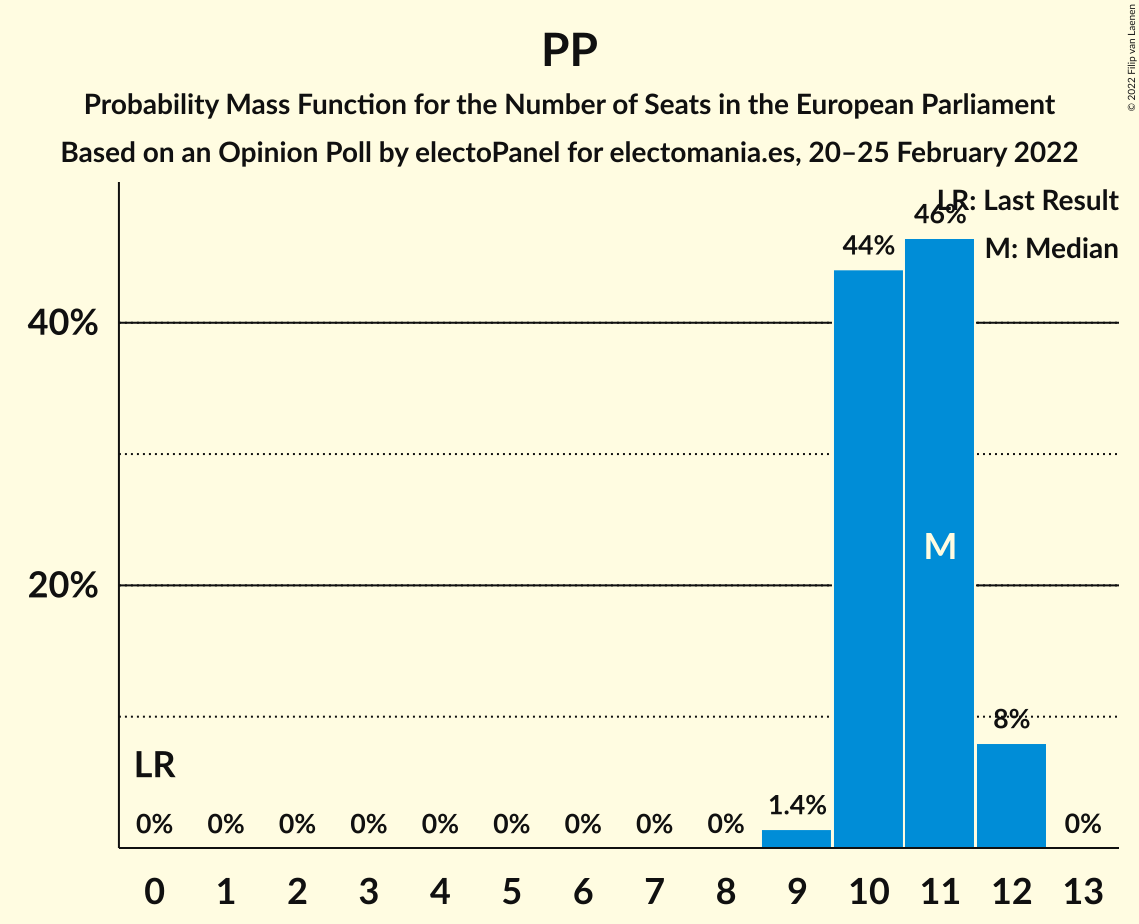 PP
Probability Mass Function for the Number of Seats in the European Parliament
Based on an Opinion Poll by electoPanel for electomania.es, 20–25 February 2022
© 2022 Filip van Laenen
LR: Last Result
M: Median
46%
44%
40%
M
20%
8%
LR
1.4%
0% 0% 0% 0% 0% 0% 0% 0% 0% 0%
0 1 2 3 4 5 6 7 8 9 10 11 12 13